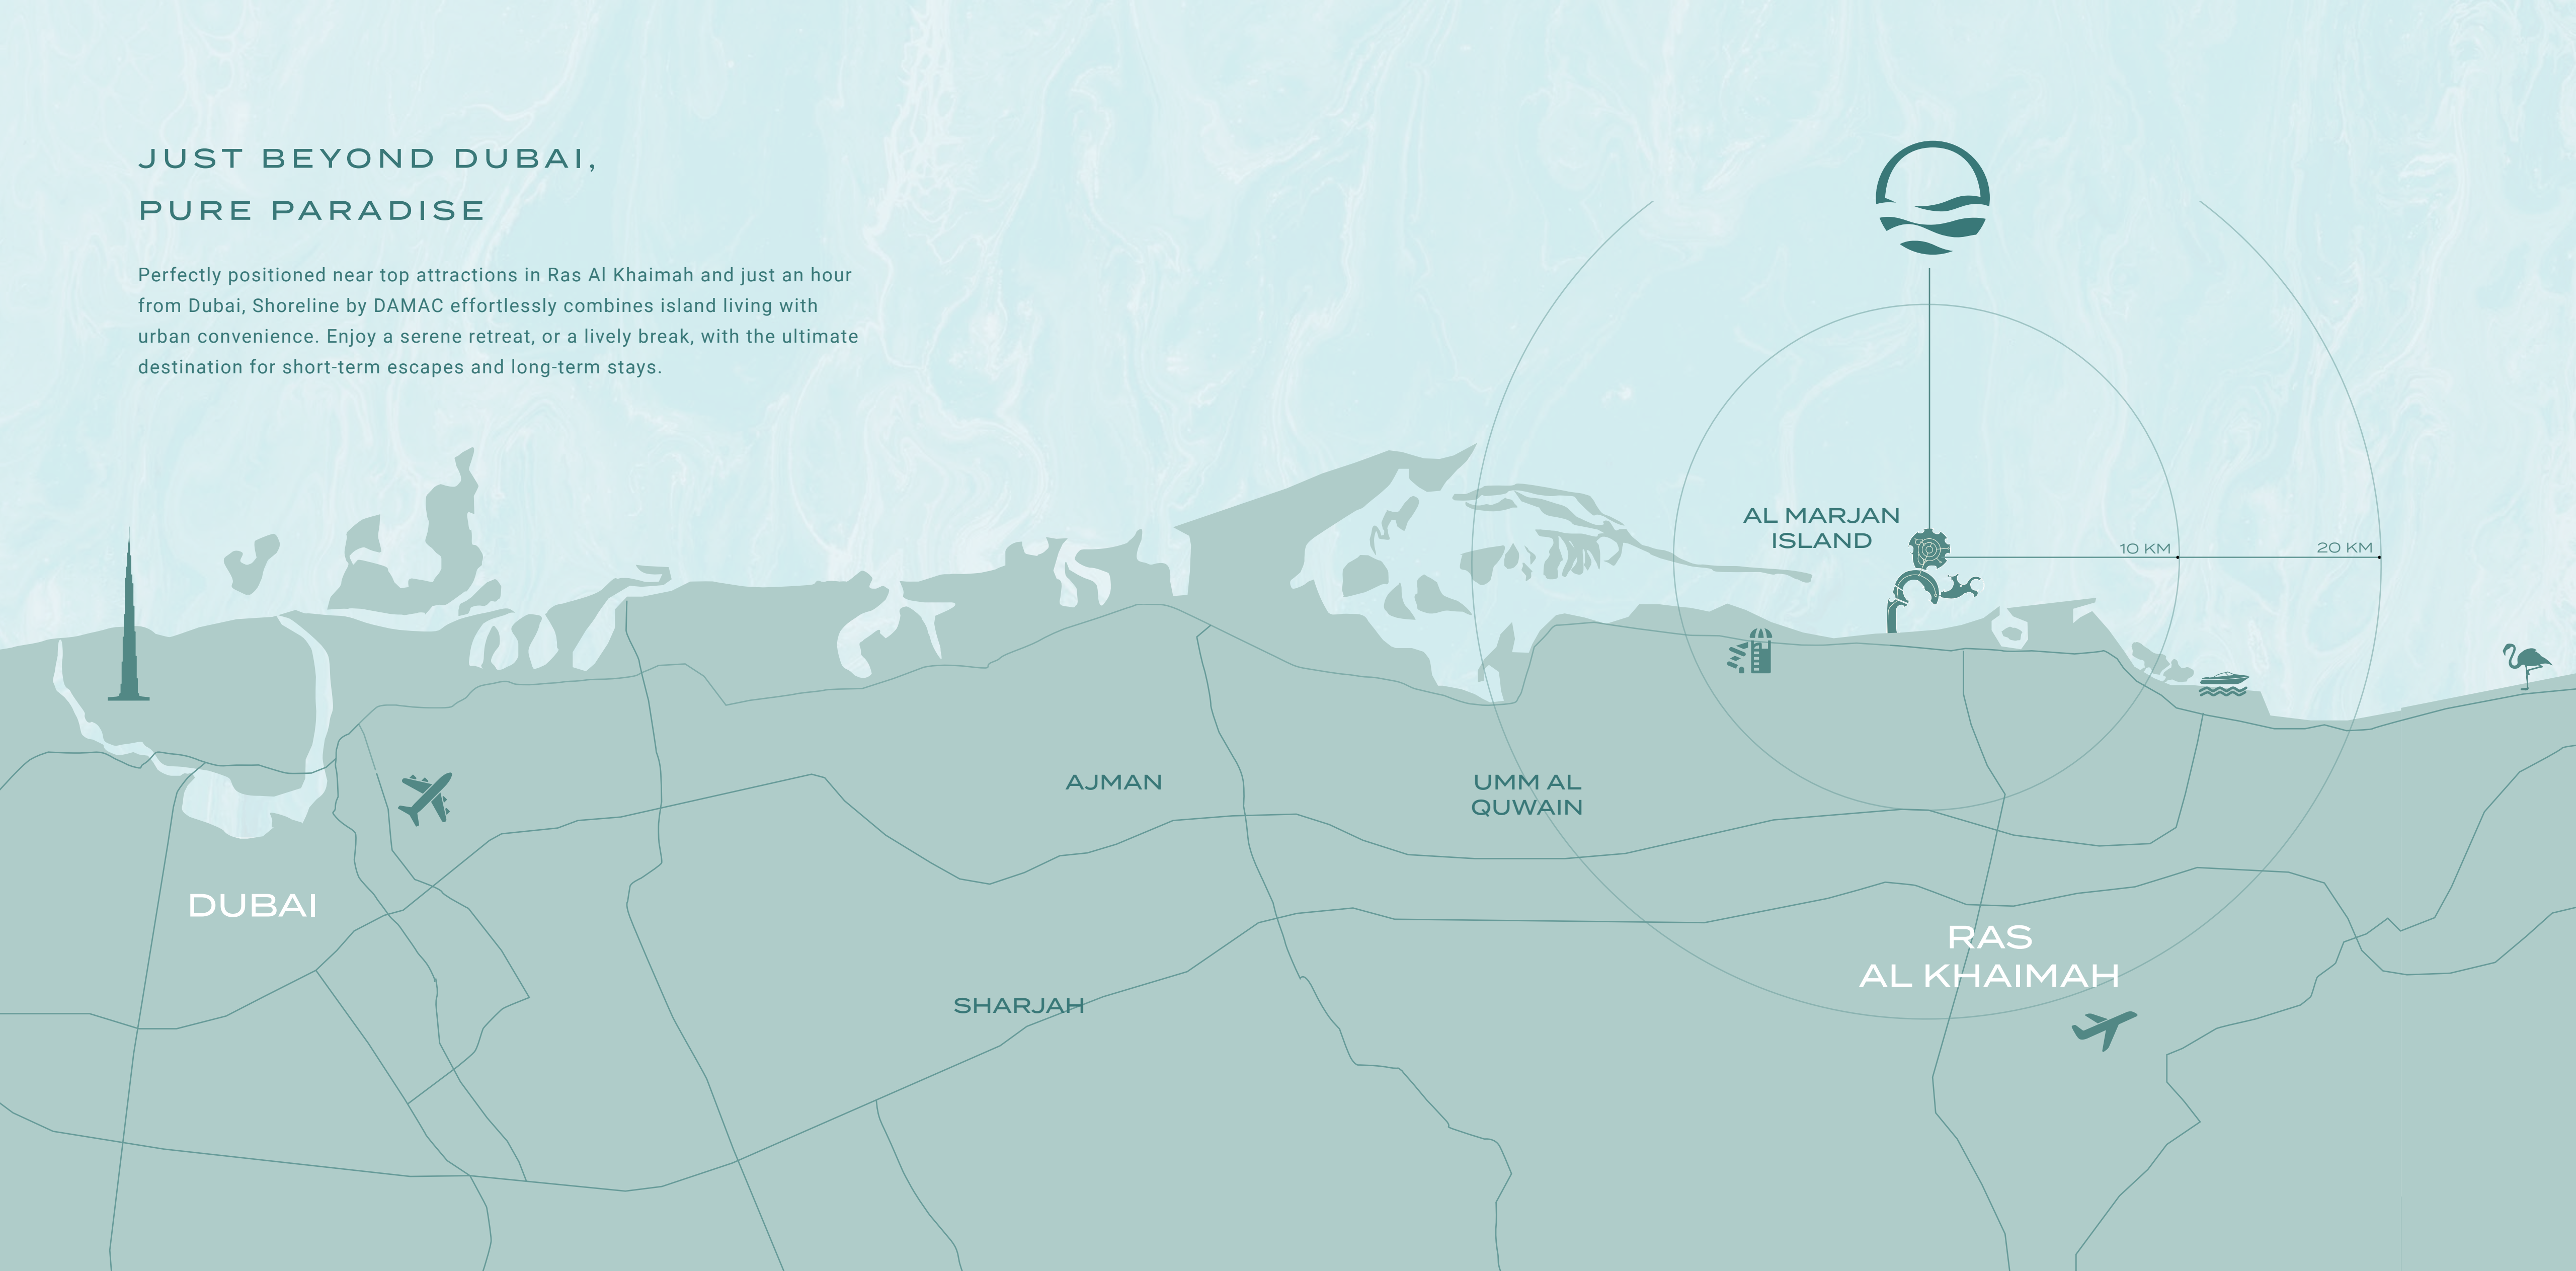 JUST BEYOND DUBAI,
PURE PARADISE
Perfectly positioned near top attractions in Ras Al Khaimah and just an hour
from Dubai, Shoreline by DAMAC effortlessly combines island living with
urban convenience. Enjoy a serene retreat, or a lively break, with the ultimate
destination for short-term escapes and long-term stays.
AL MARJAN
ISLAND
10 KM
20 KM
AJMAN
UMM AL
QUWAIN
DUBAI
RAS
AL KHAIMAH
SHARJAH